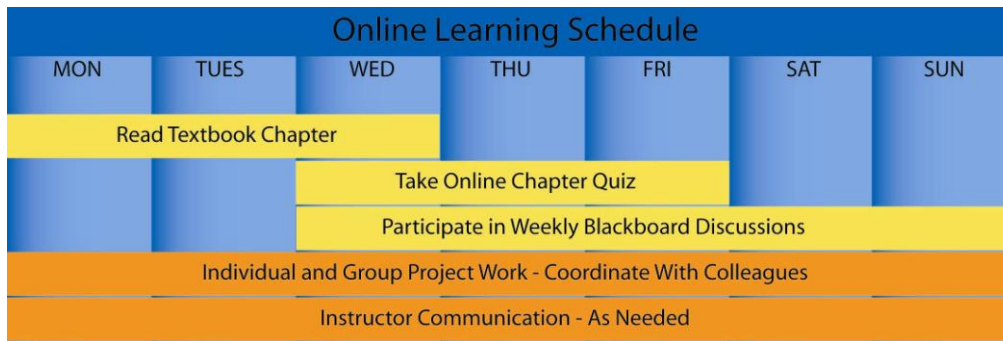 Online Learning Schedule
MON TUES WED THU FRI SAT SUN
Read Textbook Chapter
Take Online Chapter Quiz
Participate in Weekly Blackboard Discussions
Individual and Group Project Work - Coordinate With Colleagues
Instructor Communication - As Needed